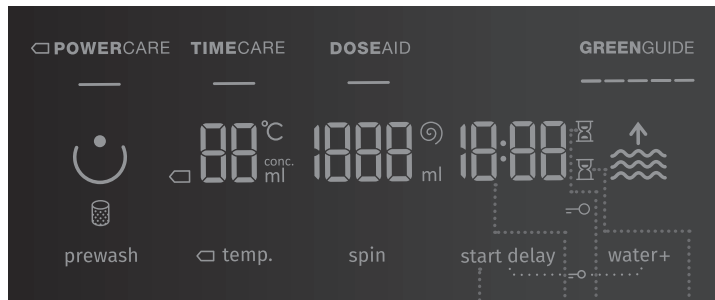 POWERCARE TIMECARE DOSEAID GREENGUIDE
88 °C 1888 18:88
conc.
ml ml
prewash temp. spin start delay water+